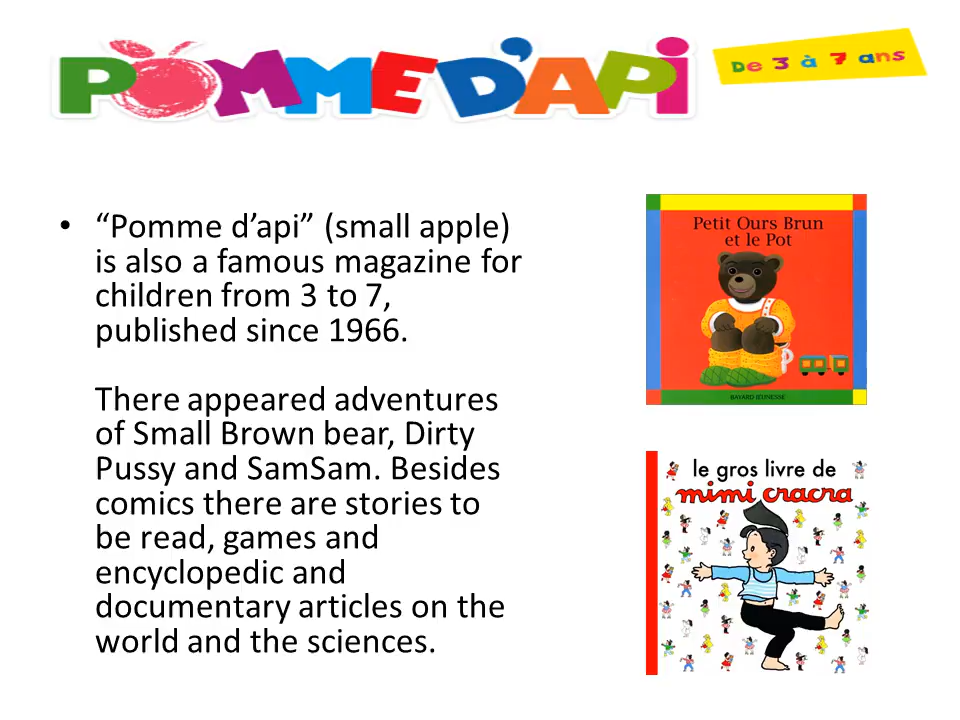 POMME D'APi
De 3 à 7 ans
• “Pomme d’api” (small apple)
is also a famous magazine for
children from 3 to 7,
published since 1966.
There appeared adventures
of Small Brown bear, Dirty
Pussy and SamSam. Besides
comics there are stories to
be read, games and
encyclopedic and
documentary articles on the
world and the sciences.
Petit Ours Brun
et le Pot
BAYARD JEUNESSE
le gros livre de
mimi cracra